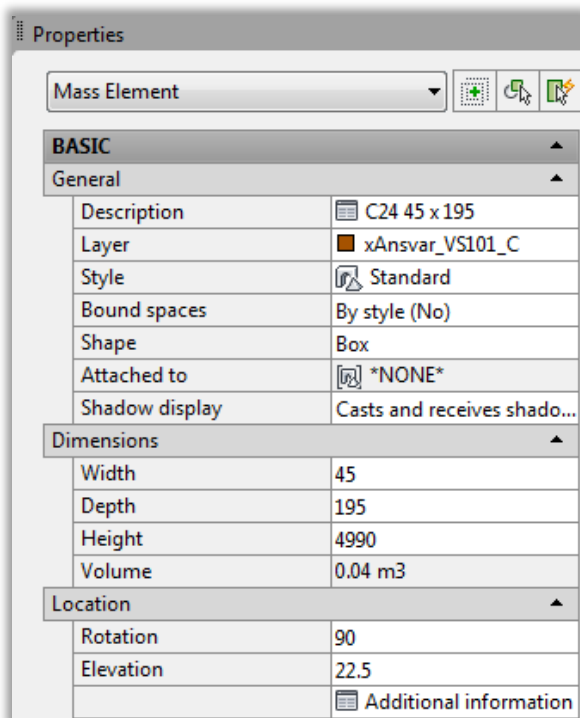 Properties
Mass Element
BASIC
General
Description C24 45 x 195
Layer xAnsvar_VS101_C
Style Standard
Bound spaces By style (No)
Shape Box
Attached to *NONE*
Shadow display Casts and receives shado...
Dimensions
Width 45
Depth 195
Height 4990
Volume 0.04 m3
Location
Rotation 90
Elevation 22.5
Additional information